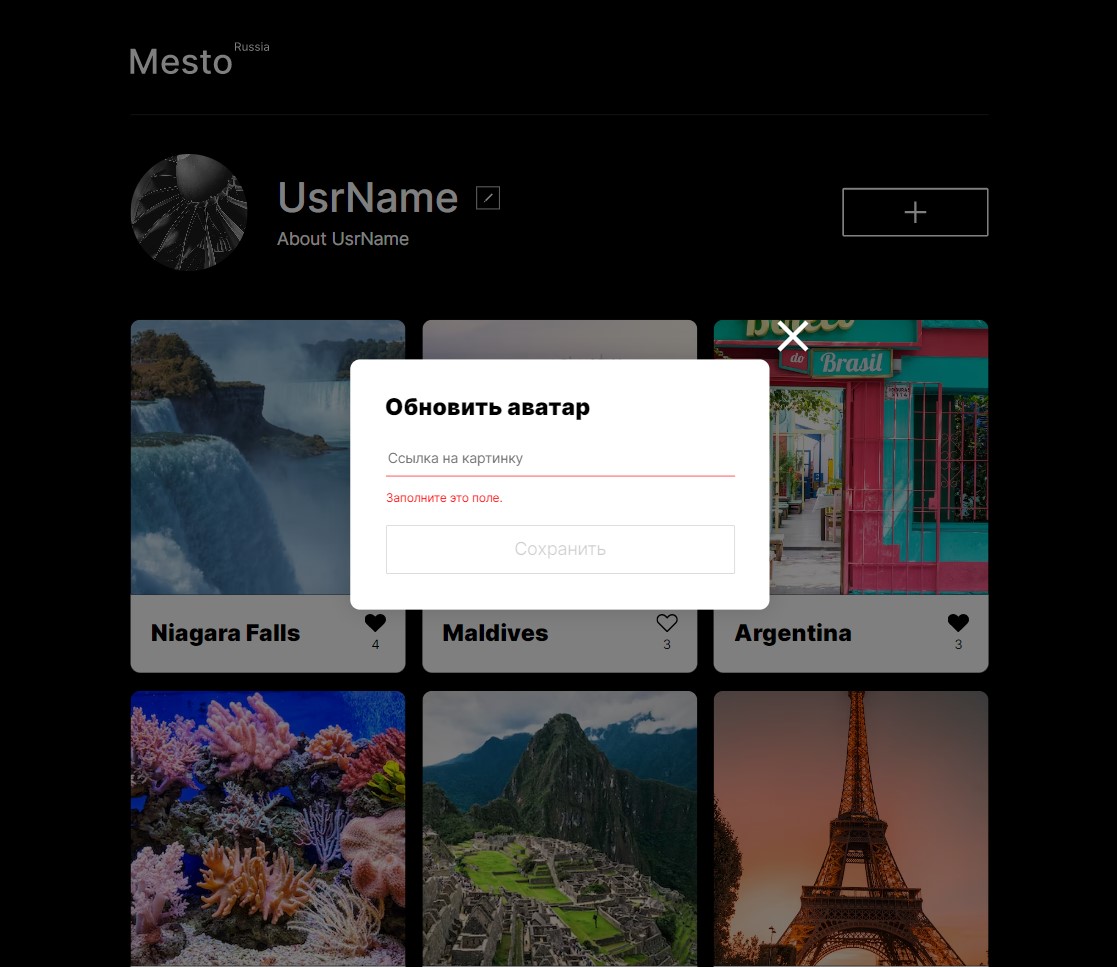 Mesto Russia
UsrName
About UsrName
do
Brasil
Обновить аватар
Ссылка на картинку
Заполните это поле.
Сохранить
Niagara Falls
4
Maldives
3
Argentina
3